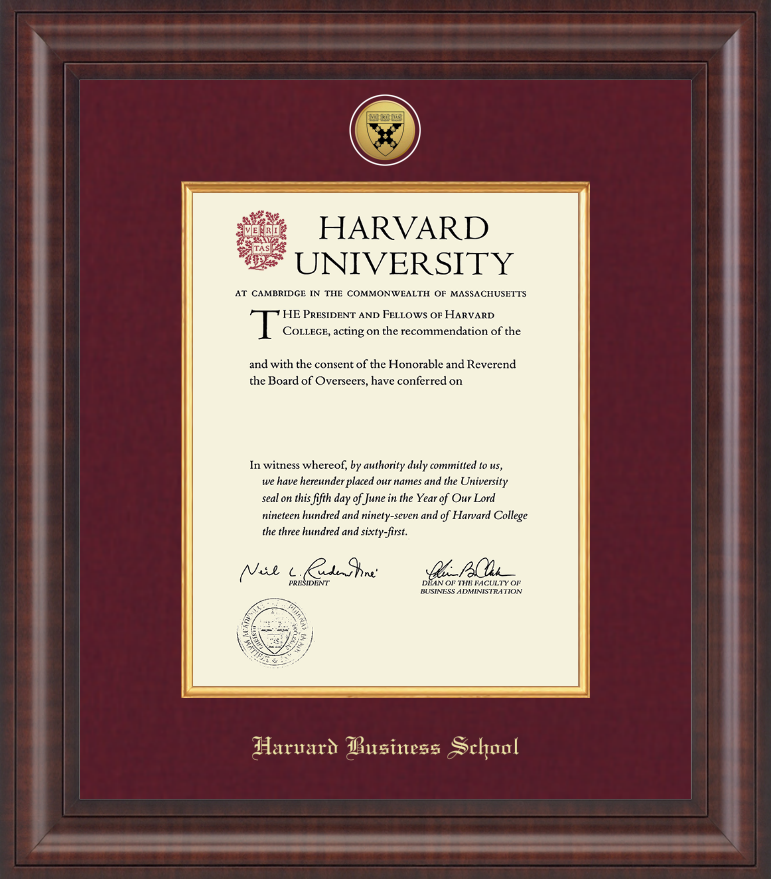 VE RI
TAS
HARVARD
UNIVERSITY
AT CAMBRIDGE IN THE COMMONWEALTH OF MASSACHUSETTS
THE PRESIDENT AND FELLOWS OF HARVARD
COLLEGE, acting on the recommendation of the
and with the consent of the Honorable and Reverend
the Board of Overseers, have conferred on
In witness whereof, by authority duly committed to us,
we have hereunder placed our names and the University
seal on this fifth day of June in the Year of Our Lord
nineteen hundred and ninety-seven and of Harvard College
the three hundred and sixty-first.
Neil L. Rudenstine
PRESIDENT
DEAN OF THE FACULTY OF
BUSINESS ADMINISTRATION
Harvard Business School